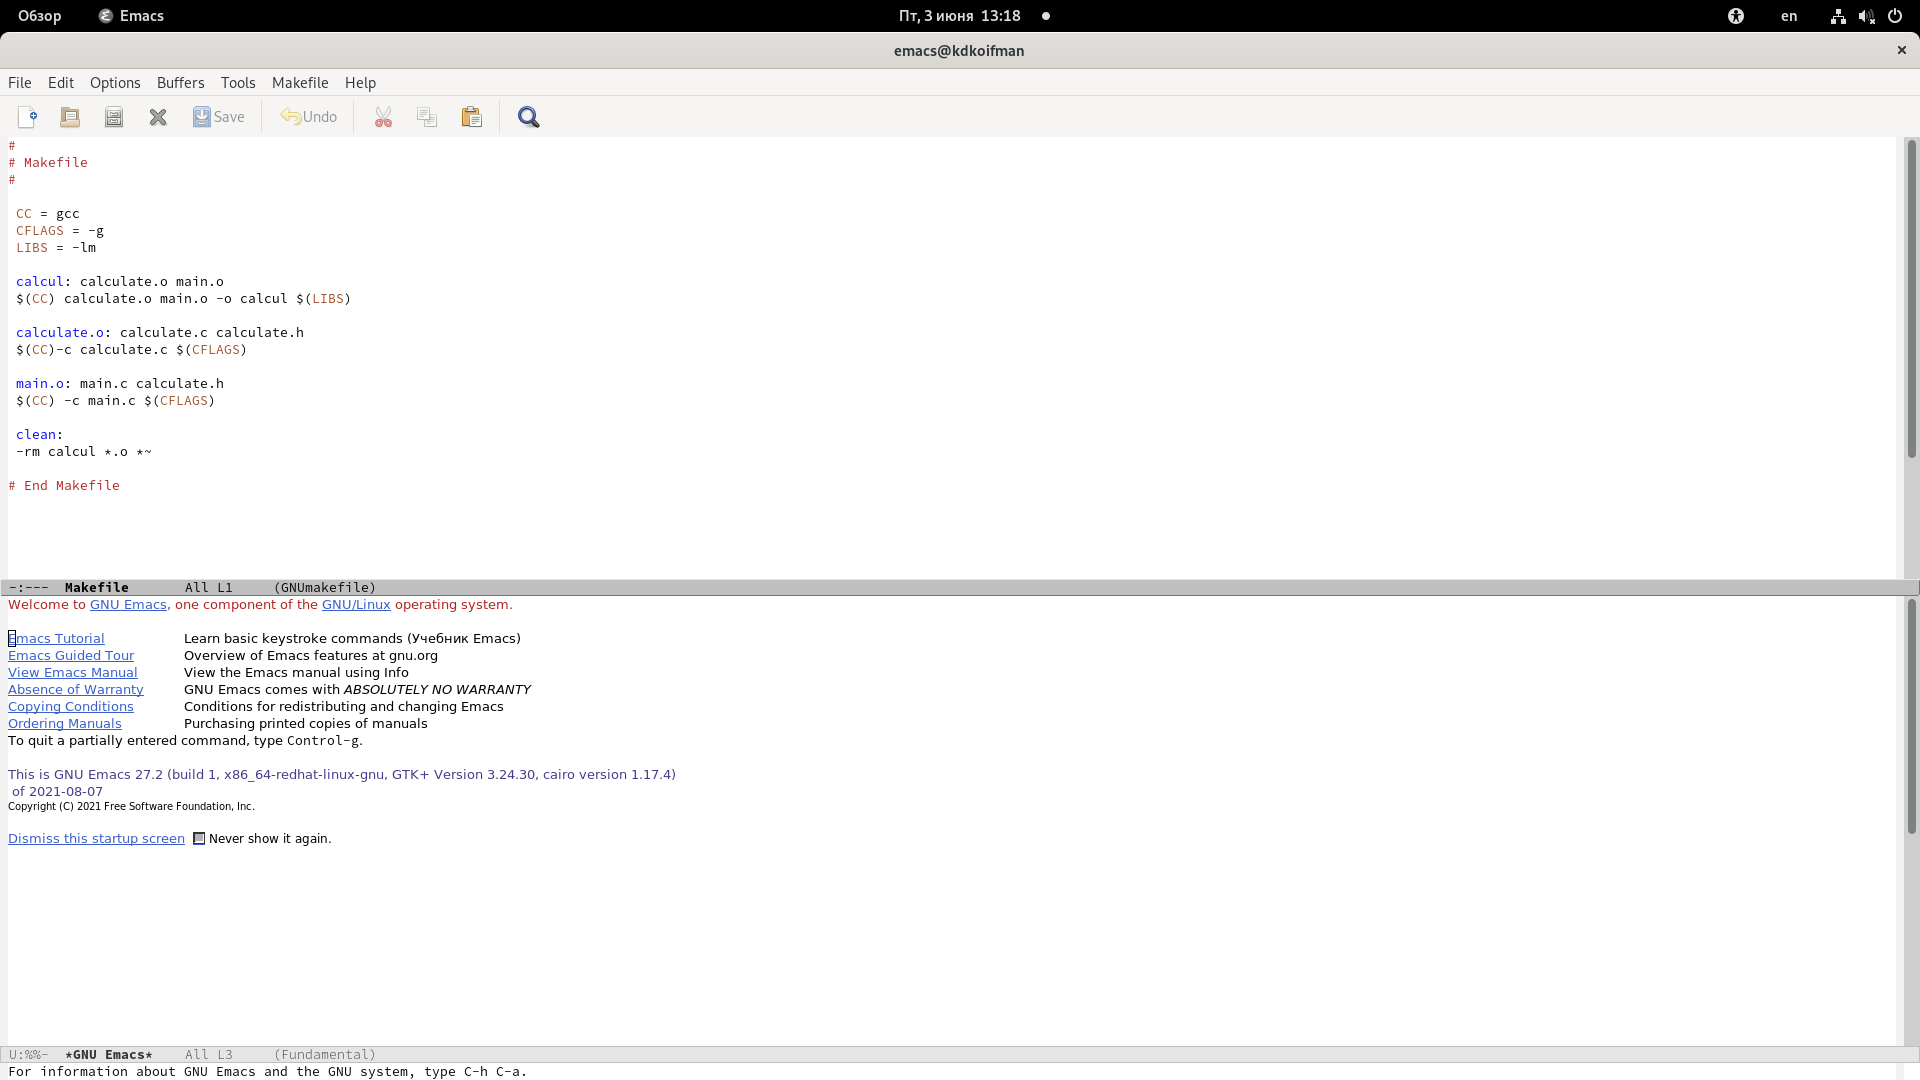 Обзор Emacs Пт, 3 июня 13:18 en
emacs@kdkoifman
File Edit Options Buffers Tools Makefile Help
Save Undo
#
# Makefile
#
CC = gcc
CFLAGS = -g
LIBS = -lm
calcul: calculate.o main.o
$(CC) calculate.o main.o -o calcul $(LIBS)
calculate.o: calculate.c calculate.h
$(CC)-c calculate.c $(CFLAGS)
main.o: main.c calculate.h
$(CC) -c main.c $(CFLAGS)
clean:
-rm calcul *.o *~
# End Makefile
-:--- Makefile All L1 (GNUmakefile)
Welcome to GNU Emacs, one component of the GNU/Linux operating system.
Emacs Tutorial Learn basic keystroke commands (Учебник Emacs)
Emacs Guided Tour Overview of Emacs features at gnu.org
View Emacs Manual View the Emacs manual using Info
Absence of Warranty GNU Emacs comes with ABSOLUTELY NO WARRANTY
Copying Conditions Conditions for redistributing and changing Emacs
Ordering Manuals Purchasing printed copies of manuals
To quit a partially entered command, type Control-g.
This is GNU Emacs 27.2 (build 1, x86_64-redhat-linux-gnu, GTK+ Version 3.24.30, cairo version 1.17.4)
of 2021-08-07
Copyright (C) 2021 Free Software Foundation, Inc.
Dismiss this startup screen Never show it again.
U:%%- *GNU Emacs* All L3 (Fundamental)
For information about GNU Emacs and the GNU system, type C-h C-a.